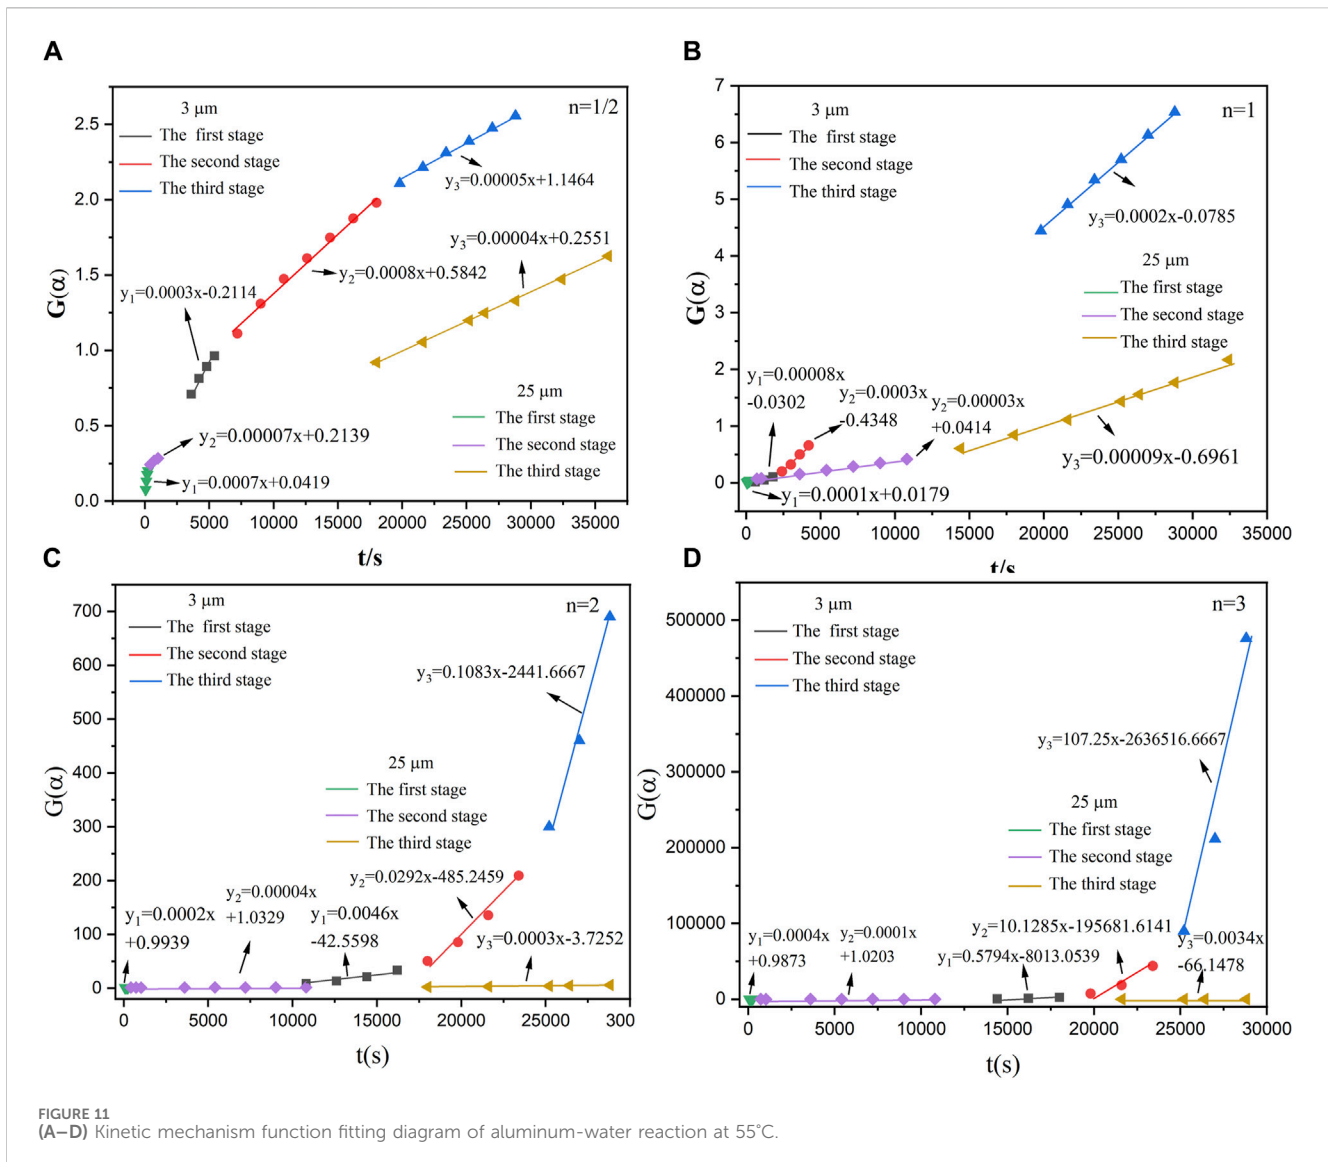 A
3 μm
n=1/2
The first stage
The second stage
The third stage
y3=0.00005x+1.1464
y3=0.00004x+0.2551
y2=0.0008x+0.5842
y1=0.0003x-0.2114
25 μm
The first stage
The second stage
The third stage
y2=0.00007x+0.2139
y1=0.0007x+0.0419
G(α)
2.5
2.0
1.5
1.0
0.5
0.0
0 5000 10000 15000 20000 25000 30000 35000
t/s
B
3 μm
n=1
The first stage
The second stage
The third stage
y3=0.0002x-0.0785
25 μm
The first stage
The second stage
The third stage
y1=0.00008x
-0.0302
y2=0.0003x
-0.4348
y2=0.00003x
+0.0414
y3=0.00009x-0.6961
y1=0.0001x+0.0179
G(α)
7
6
5
4
3
2
1
0
0 5000 10000 15000 20000 25000 30000 35000
t/s
C
3 μm
n=2
The first stage
The second stage
The third stage
y3=0.1083x-2441.6667
25 μm
The first stage
The second stage
The third stage
y2=0.0292x-485.2459
y2=0.00004x
+1.0329
y1=0.0002x
+0.9939
y1=0.0046x
-42.5598
y3=0.0003x-3.7252
G(α)
700
600
500
400
300
200
100
0
0 5000 10000 15000 20000 25000 300
t(s)
D
3 μm
n=3
The first stage
The second stage
The third stage
y3=107.25x-2636516.6667
25 μm
The first stage
The second stage
The third stage
y2=10.1285x-195681.6141
y1=0.0004x
+0.9873
y2=0.0001x
+1.0203
y1=0.5794x-8013.0539
y3=0.0034x
-66.1478
G(α)
500000
400000
300000
200000
100000
0
0 5000 10000 15000 20000 25000 30000
t(s)
FIGURE 11
(A–D) Kinetic mechanism function fitting diagram of aluminum-water reaction at 55°C.